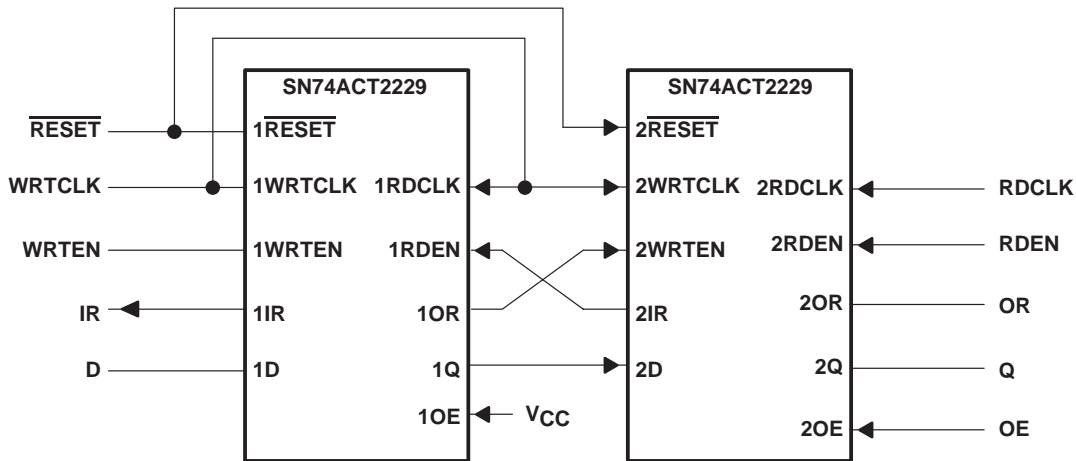 SN74ACT2229
SN74ACT2229
RESET
1RESET
2RESET
WRTCLK
1WRTCLK
1RDCLK
2WRTCLK
2RDCLK
RDCLK
WRTEN
1WRTEN
1RDEN
2WRTEN
2RDEN
RDEN
IR
1IR
1OR
2IR
2OR
OR
D
1D
1Q
2D
2Q
Q
1OE
VCC
2OE
OE